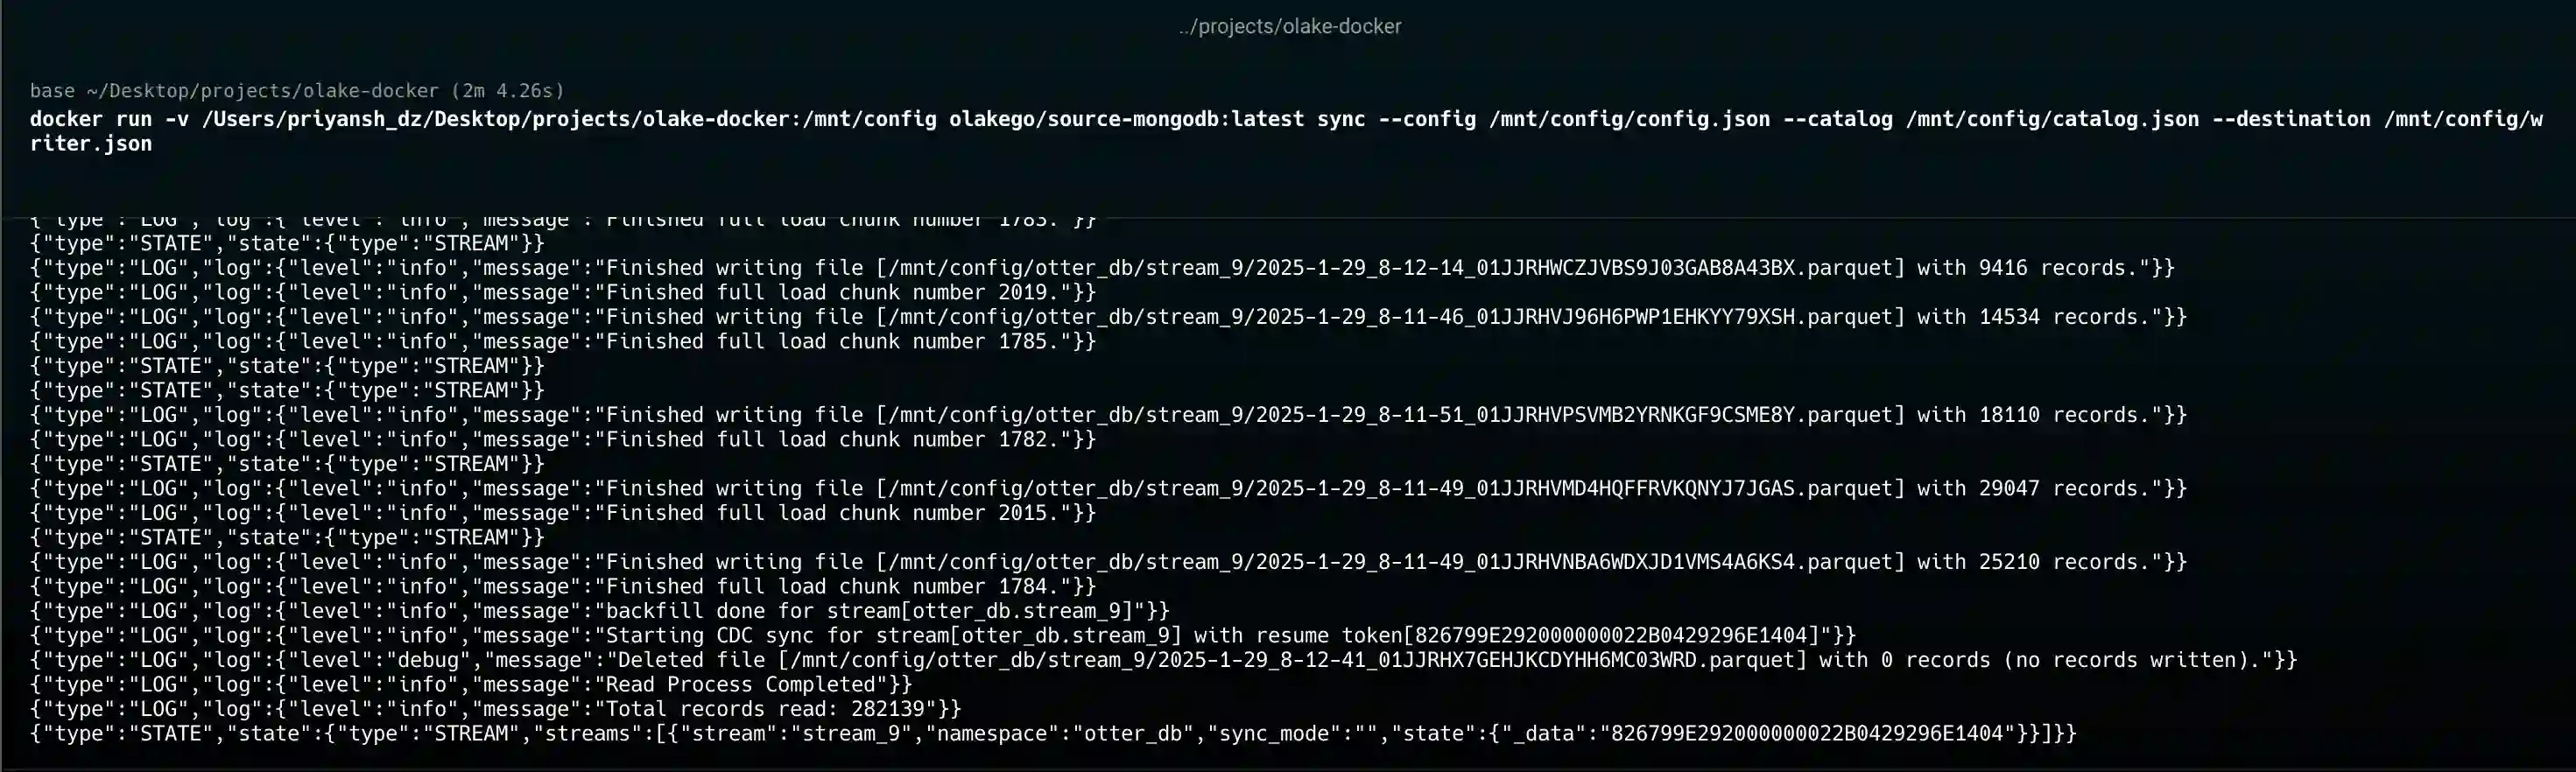 ../projects/olake-docker
base ~/Desktop/projects/olake-docker (2m 4.26s)
docker run -v /Users/priyansh_dz/Desktop/projects/olake-docker:/mnt/config olakego/source-mongodb:latest sync --config /mnt/config/config.json --catalog /mnt/config/catalog.json --destination /mnt/config/w
riter.json
{"type":"LOG","log":{"level":"info","message":"Finished full load chunk number 1783."}}
{"type":"STATE","state":{"type":"STREAM"}}
{"type":"LOG","log":{"level":"info","message":"Finished writing file [/mnt/config/otter_db/stream_9/2025-1-29_8-12-14_01JJRHWCZJVBS9J03GAB8A43BX.parquet] with 9416 records."}}
{"type":"LOG","log":{"level":"info","message":"Finished full load chunk number 2019."}}
{"type":"LOG","log":{"level":"info","message":"Finished writing file [/mnt/config/otter_db/stream_9/2025-1-29_8-11-46_01JJRHVJ96H6PWP1EHKYY79XSH.parquet] with 14534 records."}}
{"type":"LOG","log":{"level":"info","message":"Finished full load chunk number 1785."}}
{"type":"STATE","state":{"type":"STREAM"}}
{"type":"STATE","state":{"type":"STREAM"}}
{"type":"LOG","log":{"level":"info","message":"Finished writing file [/mnt/config/otter_db/stream_9/2025-1-29_8-11-51_01JJRHVPSVMB2YRNKGF9CSME8Y.parquet] with 18110 records."}}
{"type":"LOG","log":{"level":"info","message":"Finished full load chunk number 1782."}}
{"type":"STATE","state":{"type":"STREAM"}}
{"type":"LOG","log":{"level":"info","message":"Finished writing file [/mnt/config/otter_db/stream_9/2025-1-29_8-11-49_01JJRHVMD4HQFFRVKQNYJ7JGAS.parquet] with 29047 records."}}
{"type":"LOG","log":{"level":"info","message":"Finished full load chunk number 2015."}}
{"type":"STATE","state":{"type":"STREAM"}}
{"type":"LOG","log":{"level":"info","message":"Finished writing file [/mnt/config/otter_db/stream_9/2025-1-29_8-11-49_01JJRHVNBA6WDXJD1VMS4A6KS4.parquet] with 25210 records."}}
{"type":"LOG","log":{"level":"info","message":"Finished full load chunk number 1784."}}
{"type":"LOG","log":{"level":"info","message":"backfill done for stream[otter_db.stream_9]"}}
{"type":"LOG","log":{"level":"info","message":"Starting CDC sync for stream[otter_db.stream_9] with resume token[826799E292000000022B0429296E1404]"}}
{"type":"LOG","log":{"level":"debug","message":"Deleted file [/mnt/config/otter_db/stream_9/2025-1-29_8-12-41_01JJRHX7GEHJKCDYHH6MC03WRD.parquet] with 0 records (no records written)."}}
{"type":"LOG","log":{"level":"info","message":"Read Process Completed"}}
{"type":"LOG","log":{"level":"info","message":"Total records read: 282139"}}
{"type":"STATE","state":{"type":"STREAM","streams":[{"stream":"stream_9","namespace":"otter_db","sync_mode":"","state":{"_data":"826799E292000000022B0429296E1404"}}]}}